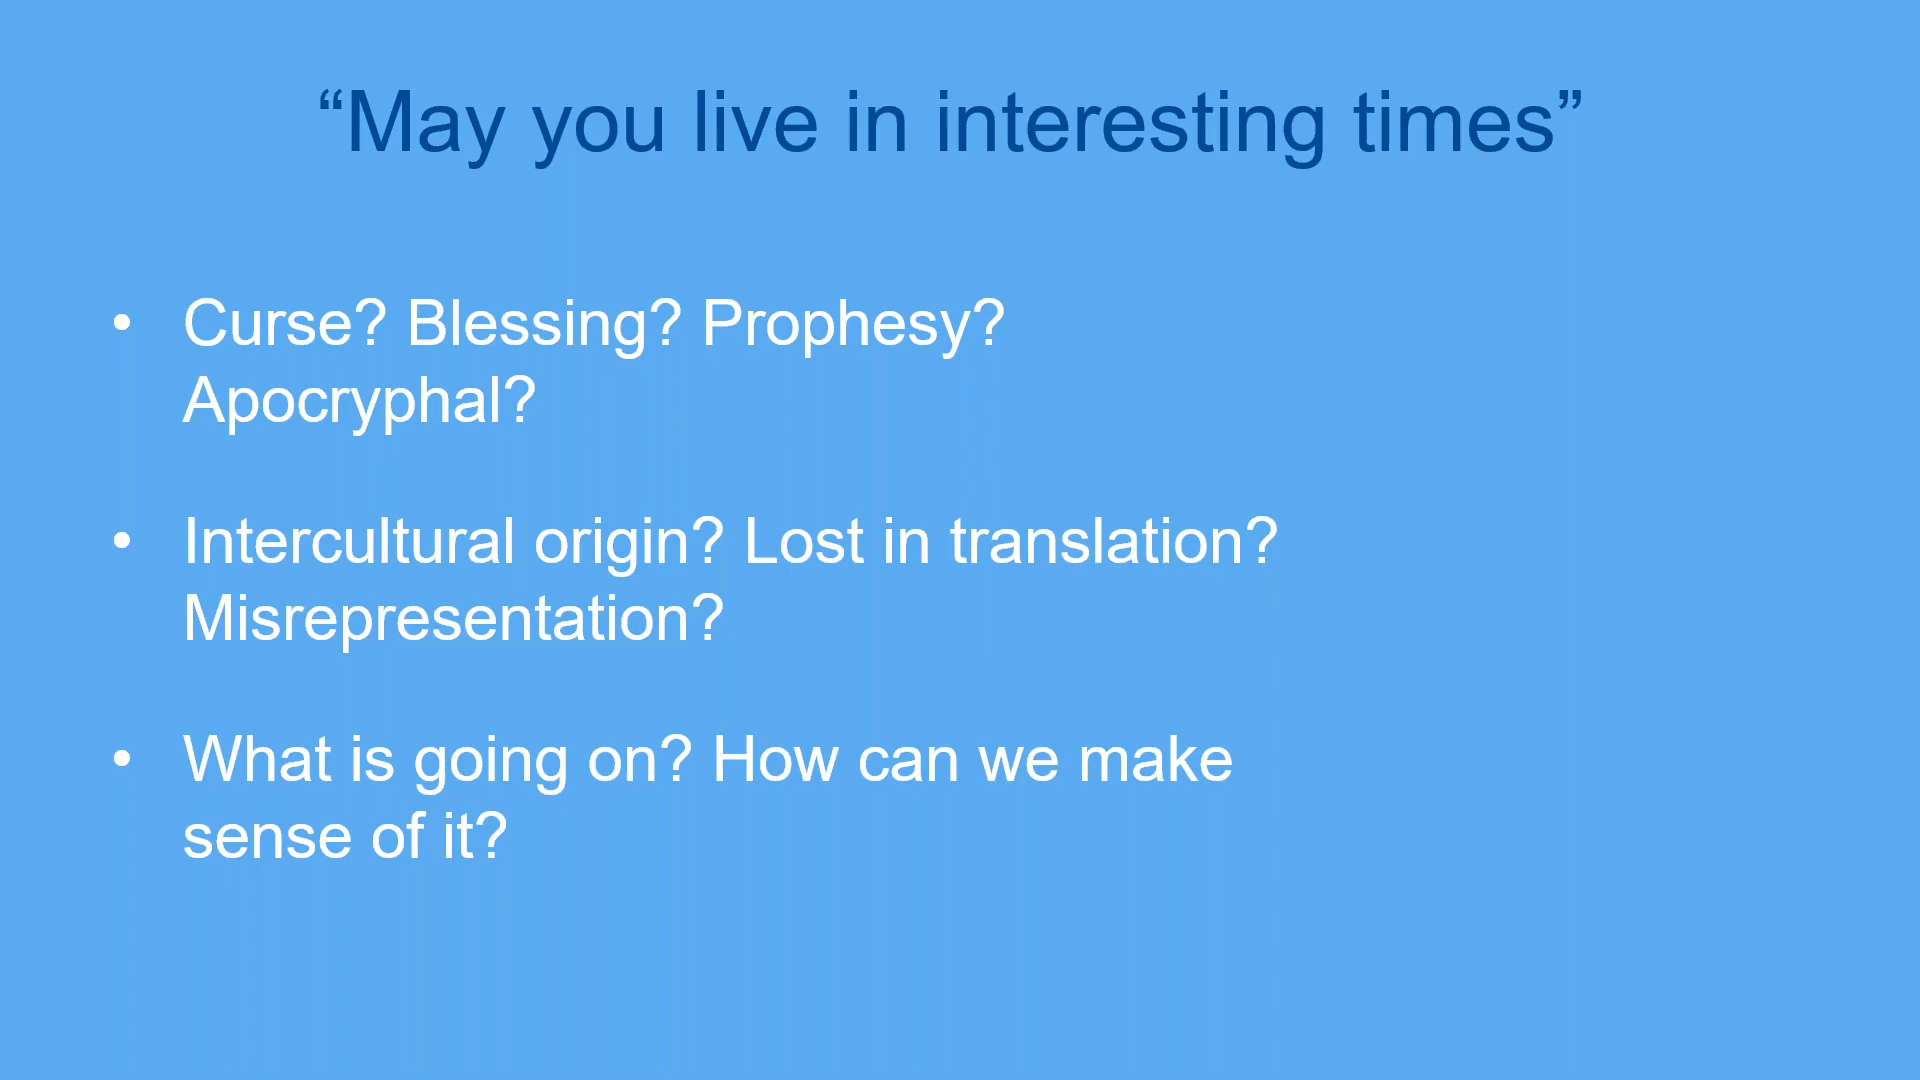 “May you live in interesting times”
• Curse? Blessing? Prophesy?
Apocryphal?
• Intercultural origin? Lost in translation?
Misrepresentation?
• What is going on? How can we make
sense of it?